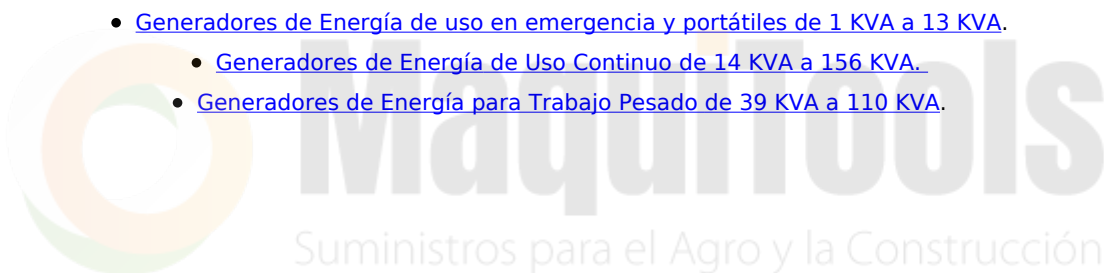 • Generadores de Energía de uso en emergencia y portátiles de 1 KVA a 13 KVA.
• Generadores de Energía de Uso Continuo de 14 KVA a 156 KVA.
• Generadores de Energía para Trabajo Pesado de 39 KVA a 110 KVA.
MaquiTools
Suministros para el Agro y la Construcción